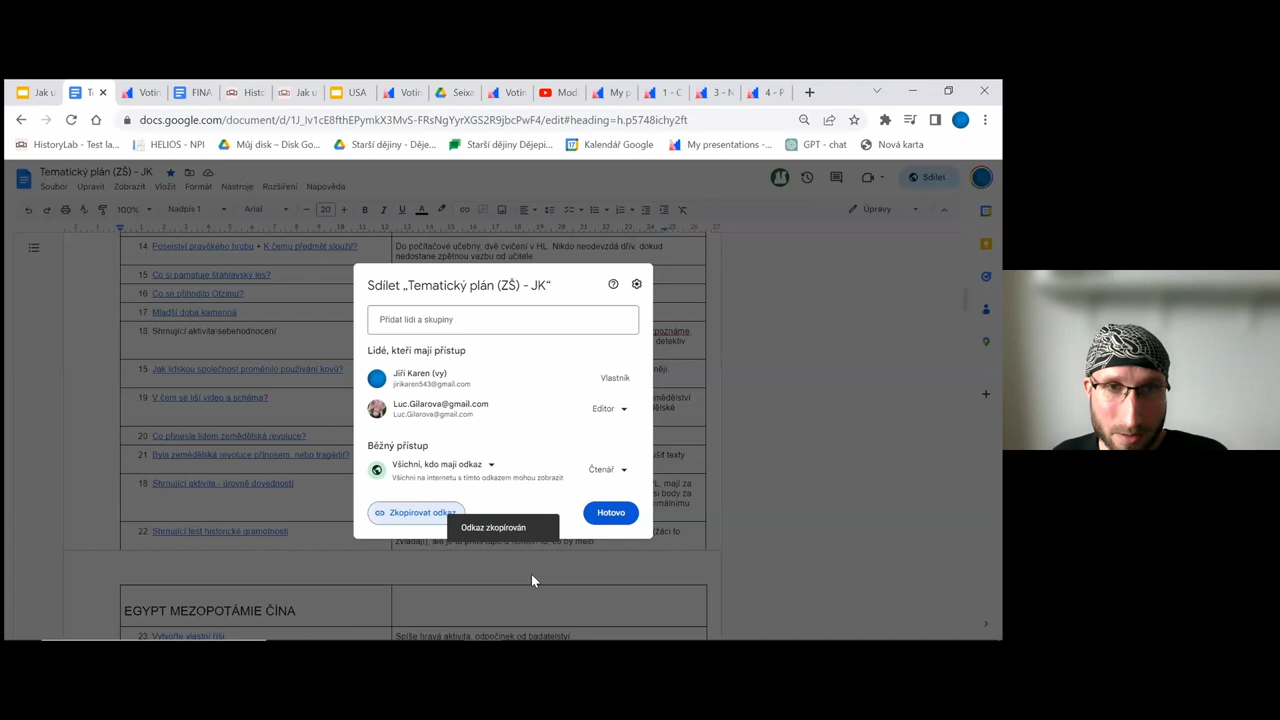 Jak u
Te
Votin
FINA
Histo
Jak u
USA
Votin
Seixa
Votin
Mod
My p
1 - C
3 - N
4 - P
docs.google.com/document/d/1J_Iv1cE8fthEPymkX3MvS-FRsNgYyrXGS2R9jbcPwF4/edit#heading=h.p5748ichy2ft
HistoryLab - Test la...
HELIOS - NPI
Můj disk – Disk Goo...
Starší dějiny - Děje...
Starší dějiny Dějepi...
Kalendář Google
My presentations -...
GPT - chat
Nová karta
Tematický plán (ZŠ) - JK
Soubor Upravit Zobrazit Vložit Formát Nástroje Rozšíření Nápověda
Sdílet
100% Nadpis 1 Arial 20 Úpravy
14 Poselství pravěkého hrobu + K čemu předmět sloužil?
Do počítačové učebny, dvě cvičení v HL. Nikdo neodevzdá dřív, dokud
nedostane zpětnou vazbu od učitele
15 Co si pamatuje šťáhlavský les?
16 Co se přihodilo Ötzimu?
17 Mladší doba kamenná
18 Shrnující aktivita\sebehodnocení
rozpoznáme
detektiv
15. Jak lidskou společnost proměnilo používání kovů?
19. V čem se liší video a schéma?
20. Co přinesla lidem zemědělská revoluce?
21. Byla zemědělská revoluce přínosem, nebo tragédií?
18. Shrnující aktivita - úrovně dovedností
22. Shrnující test historické gramotnosti
EGYPT MEZOPOTÁMIE ČÍNA
23. Vytvořte vlastní říši
Spíše hravá aktivita, odpočinek od badatelství
Sdílet „Tematický plán (ZŠ) - JK“
Přidat lidi a skupiny
Lidé, kteří mají přístup
Jiří Karen (vy)
jirikaren543@gmail.com
Vlastník
Luc.Gilarova@gmail.com
Luc.Gilarova@gmail.com
Editor
Běžný přístup
Všichni, kdo mají odkaz
Všichni na internetu s tímto odkazem mohou zobrazit
Čtenář
Zkopírovat odkaz
Hotovo
Odkaz zkopírován